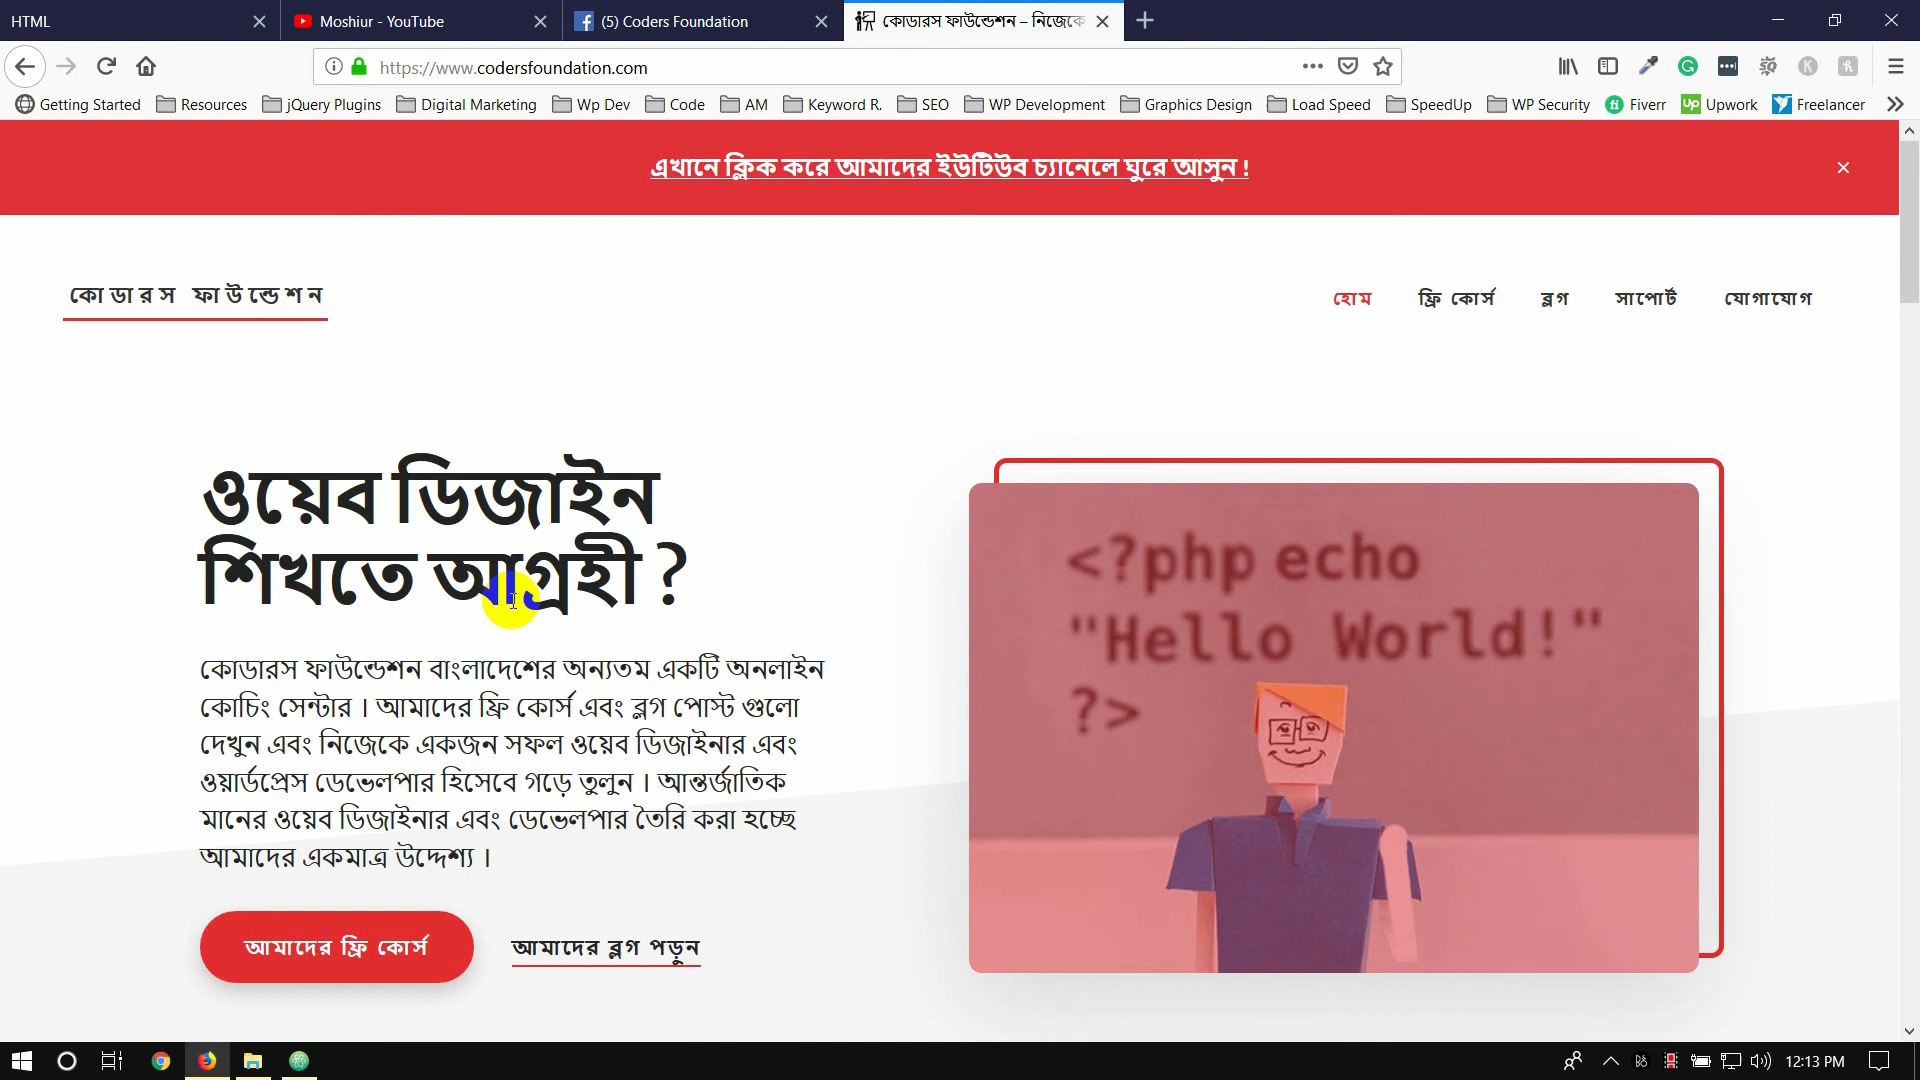 HTML
Moshiur - YouTube
(5) Coders Foundation
কোডারস ফাউন্ডেশন – নিজেকে
https://www.codersfoundation.com
Getting Started
Resources
jQuery Plugins
Digital Marketing
Wp Dev
Code
AM
Keyword R.
SEO
WP Development
Graphics Design
Load Speed
SpeedUp
WP Security
Fiverr
Upwork
Freelancer
এখানে ক্লিক করে আমাদের ইউটিউব চ্যানেলে ঘুরে আসুন !
কোডারস ফাউন্ডেশন
হোম
ফ্রি কোর্স
ব্লগ
সাপোর্ট
যোগাযোগ
ওয়েব ডিজাইন
শিখতে আগ্রহী ?
কোডারস ফাউন্ডেশন বাংলাদেশের অন্যতম একটি অনলাইন
কোচিং সেন্টার । আমাদের ফ্রি কোর্স এবং ব্লগ পোস্ট গুলো
দেখুন এবং নিজেকে একজন সফল ওয়েব ডিজাইনার এবং
ওয়ার্ডপ্রেস ডেভেলপার হিসেবে গড়ে তুলুন । আন্তর্জাতিক
মানের ওয়েব ডিজাইনার এবং ডেভেলপার তৈরি করা হচ্ছে
আমাদের একমাত্র উদ্দেশ্য ।
আমাদের ফ্রি কোর্স
আমাদের ব্লগ পড়ুন
<?php echo
"Hello World!"
?>
12:13 PM